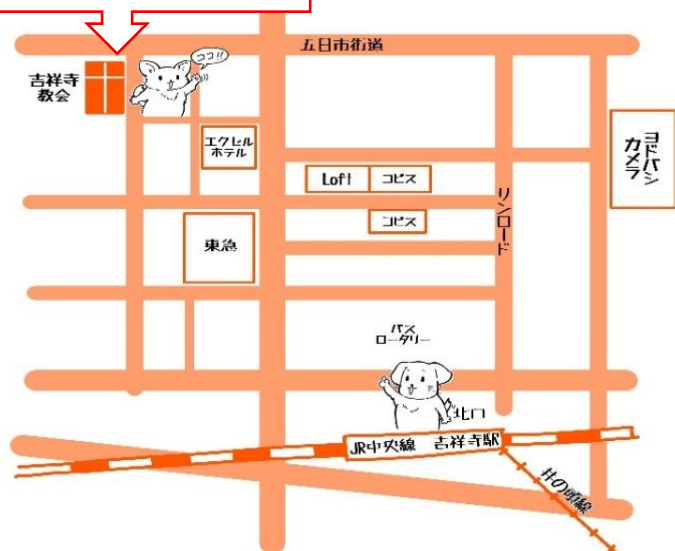 五日市街道
ココ!!
吉祥寺
教会
エクセル
ホテル
ヨドバシ
カメラ
Loft
コピス
リンロード
コピス
東急
バス
ロータリー
北口
JR中央線 吉祥寺駅
井の頭線